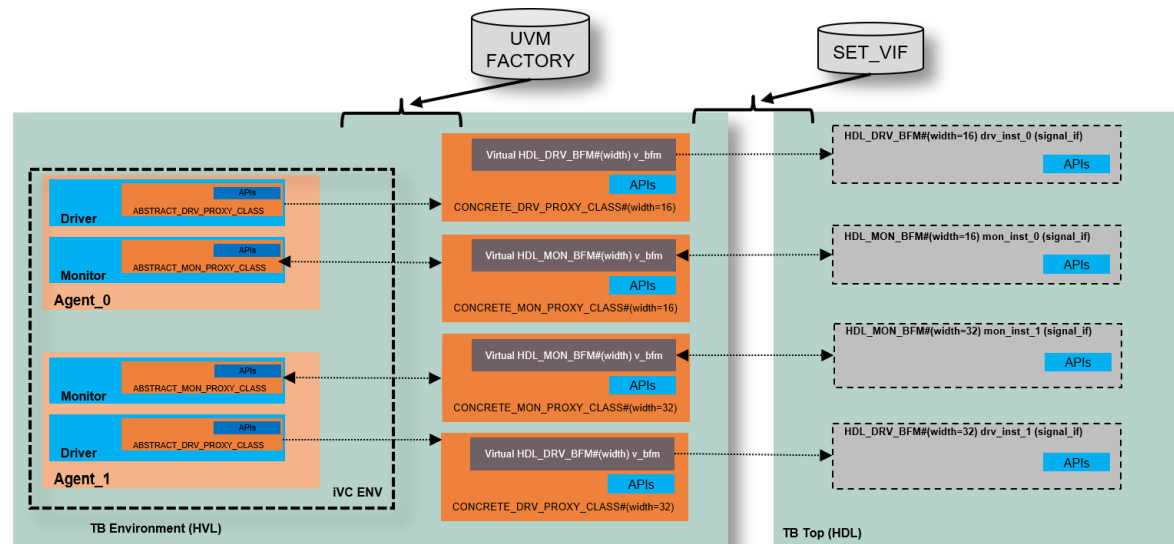 UVM
FACTORY
SET_VIF
Virtual HDL_DRV_BFM#(width) v_bfm
APIs
CONCRETE_DRV_PROXY_CLASS#(width=16)
HDL_DRV_BFM#(width=16) drv_inst_0 (signal_if)
APIs
APIs
ABSTRACT_DRV_PROXY_CLASS
Driver
APIs
ABSTRACT_MON_PROXY_CLASS
Monitor
Agent_0
Virtual HDL_MON_BFM#(width) v_bfm
APIs
CONCRETE_MON_PROXY_CLASS#(width=16)
HDL_MON_BFM#(width=16) mon_inst_0 (signal_if)
APIs
Virtual HDL_MON_BFM#(width) v_bfm
APIs
CONCRETE_MON_PROXY_CLASS#(width=32)
HDL_MON_BFM#(width=32) mon_inst_1 (signal_if)
APIs
APIs
ABSTRACT_MON_PROXY_CLASS
Monitor
APIs
ABSTRACT_DRV_PROXY_CLASS
Driver
Agent_1
iVC ENV
Virtual HDL_DRV_BFM#(width) v_bfm
APIs
CONCRETE_DRV_PROXY_CLASS#(width=32)
HDL_DRV_BFM#(width=32) drv_inst_1 (signal_if)
APIs
TB Environment (HVL)
TB Top (HDL)